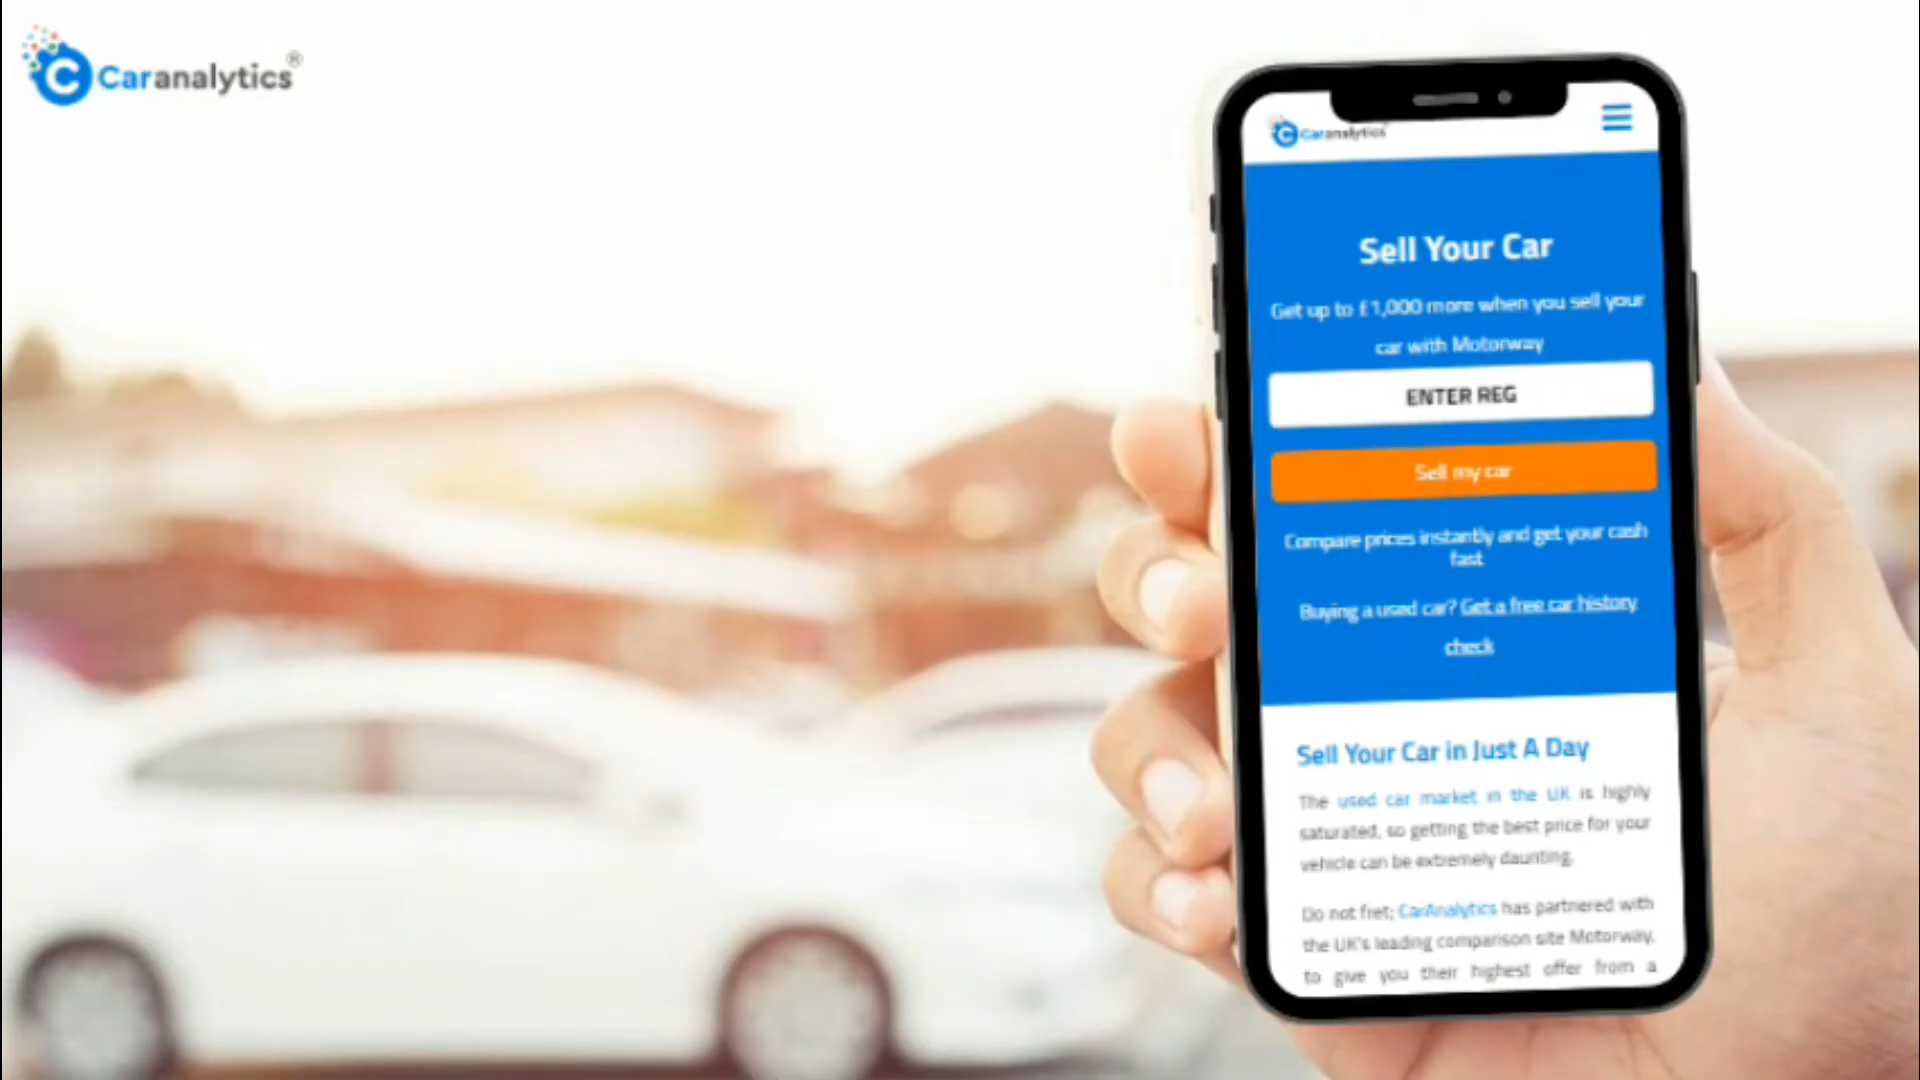 Caranalytics®
Caranalytics
Sell Your Car
Get up to £1,000 more when you sell your
car with Motorway
ENTER REG
Sell my car
Compare prices instantly and get your cash
fast
Buying a used car? Get a free car history
check
Sell Your Car in Just A Day
The used car market in the UK is highly
saturated, so getting the best price for your
vehicle can be extremely daunting.
Do not fret; CarAnalytics has partnered with
the UK's leading comparison site Motorway,
to give you their highest offer from a